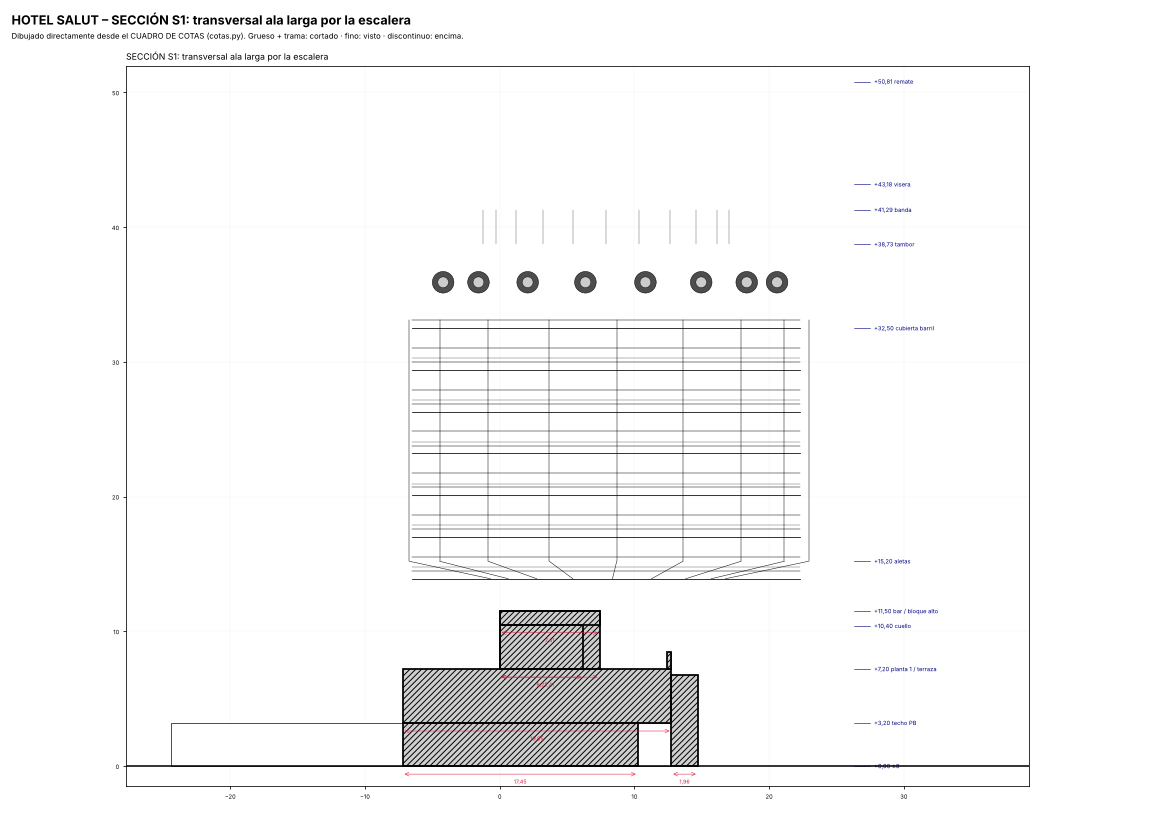 HOTEL SALUT – SECCIÓN S1: transversal ala larga por la escalera
Dibujado directamente desde el CUADRO DE COTAS (cotas.py). Grueso + trama: cortado · fino: visto · discontinuo: encima.
SECCIÓN S1: transversal ala larga por la escalera
+50,81 remate
50
+43,18 visera
+41,29 banda
40
+38,73 tambor
+32,50 cubierta barril
30
20
+15,20 aletas
+11,50 bar / bloque alto
10
+10,40 cuello
+7,20 planta 1 / terraza
+3,20 techo PB
0
17,45
1,96
−20
−10
0
10
20
30